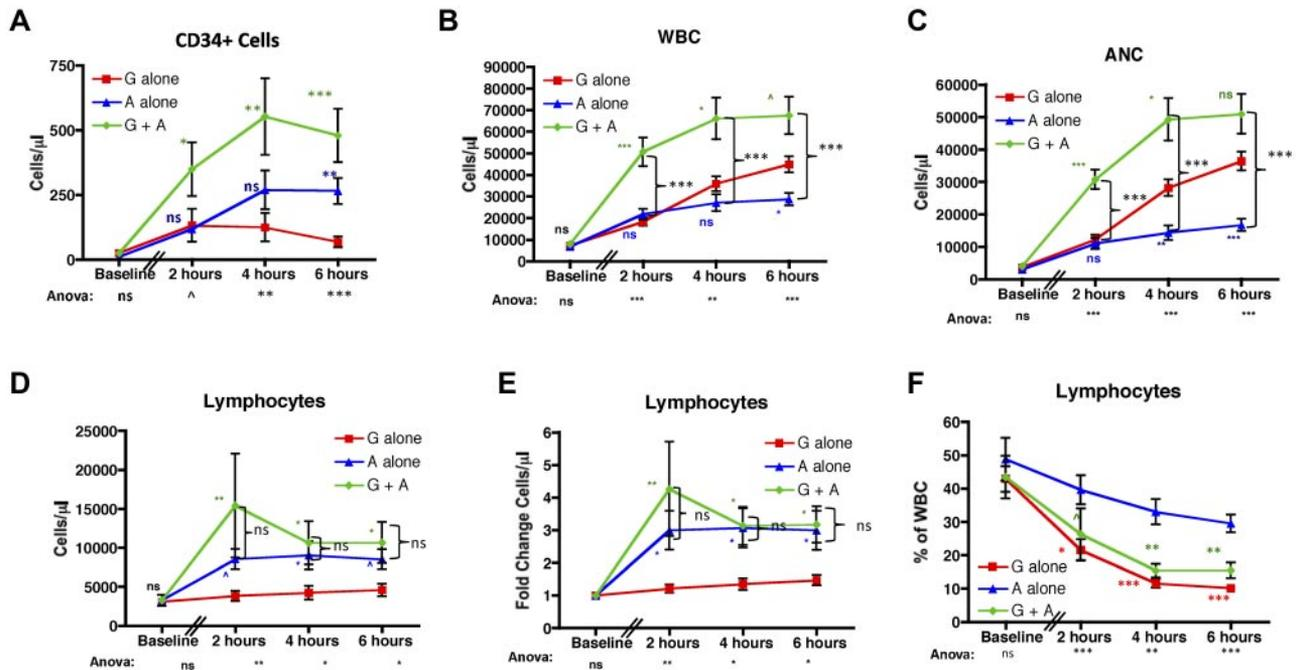 A
CD34+ Cells
750
500
250
0
Cells/µl
G alone
A alone
G + A
*
**
***
ns
ns
**
Baseline 2 hours 4 hours 6 hours
Anova: ns ^ ** ***
B
WBC
90000
80000
70000
60000
50000
40000
30000
20000
10000
0
Cells/µl
G alone
A alone
G + A
ns
***
*
^
***
***
***
ns
ns
*
Baseline 2 hours 4 hours 6 hours
Anova: ns *** ** ***
C
ANC
60000
50000
40000
30000
20000
10000
0
Cells/µl
G alone
A alone
G + A
***
*
ns
***
***
***
ns
**
***
Baseline 2 hours 4 hours 6 hours
Anova: ns *** *** ***
D
Lymphocytes
25000
20000
15000
10000
5000
0
Cells/µl
G alone
A alone
G + A
ns
**
*
*
ns
ns
ns
^
*
^
Baseline 2 hours 4 hours 6 hours
Anova: ns ** * *
E
Lymphocytes
6
5
4
3
2
1
0
Fold Change Cells/µl
G alone
A alone
G + A
**
*
*
ns
ns
ns
*
*
*
Baseline 2 hours 4 hours 6 hours
Anova: ns ** * *
F
Lymphocytes
60
50
40
30
20
10
0
% of WBC
G alone
A alone
G + A
^
**
**
*
***
***
Baseline 2 hours 4 hours 6 hours
Anova: ns *** ** ***